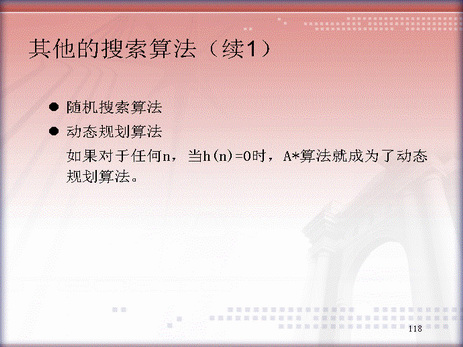 其他的搜索算法（续1）
● 随机搜索算法
● 动态规划算法
如果对于任何n，当h(n)=0时，A*算法就成为了动态
规划算法。
118